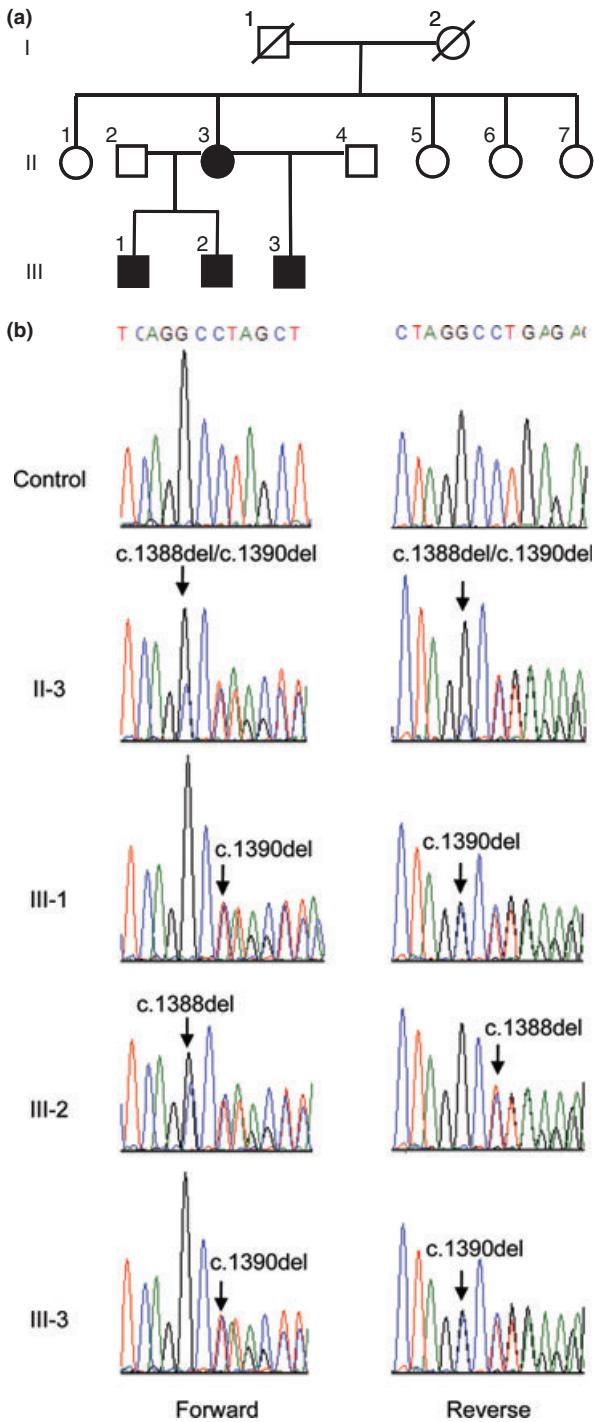 (a)
I
1 2
II
1 2 3 4 5 6 7
III
1 2 3
(b)
T C A G G C C T A G C T
C T A G G C C T G A G A C
Control
c.1388del/c.1390del
c.1388del/c.1390del
II-3
III-1
c.1390del
c.1390del
III-2
c.1388del
c.1388del
III-3
c.1390del
c.1390del
Forward
Reverse